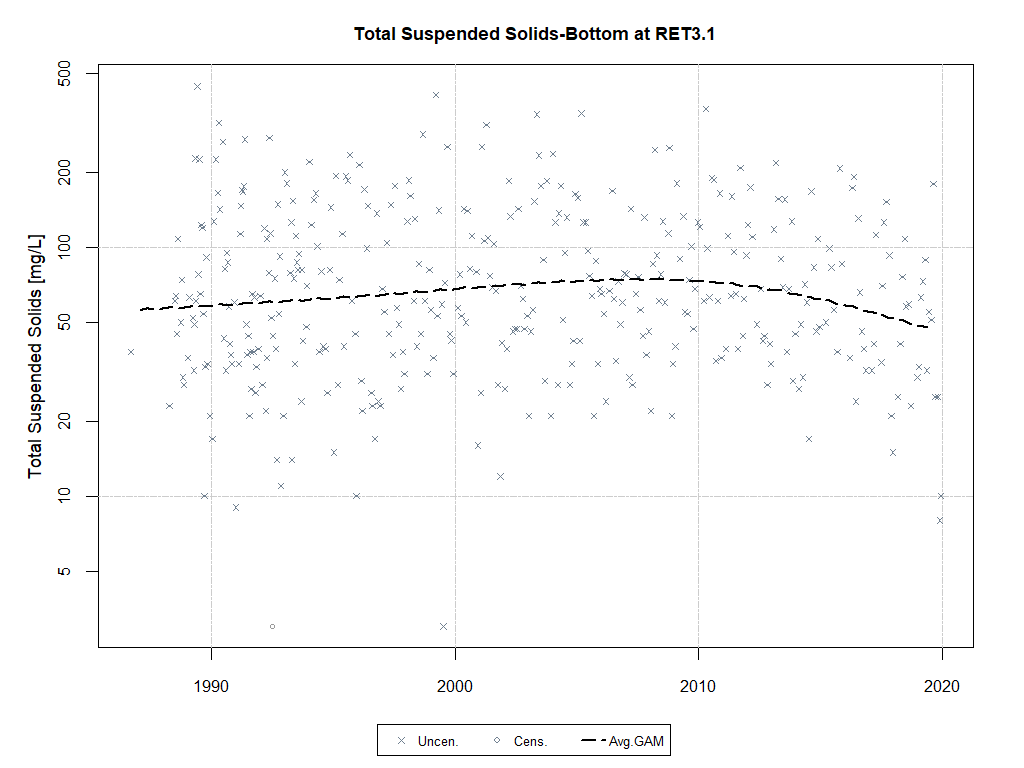 Total Suspended Solids-Bottom at RET3.1
Total Suspended Solids [mg/L]
500
200
100
50
20
10
5
1990 2000 2010 2020
Uncen. Cens. Avg.GAM